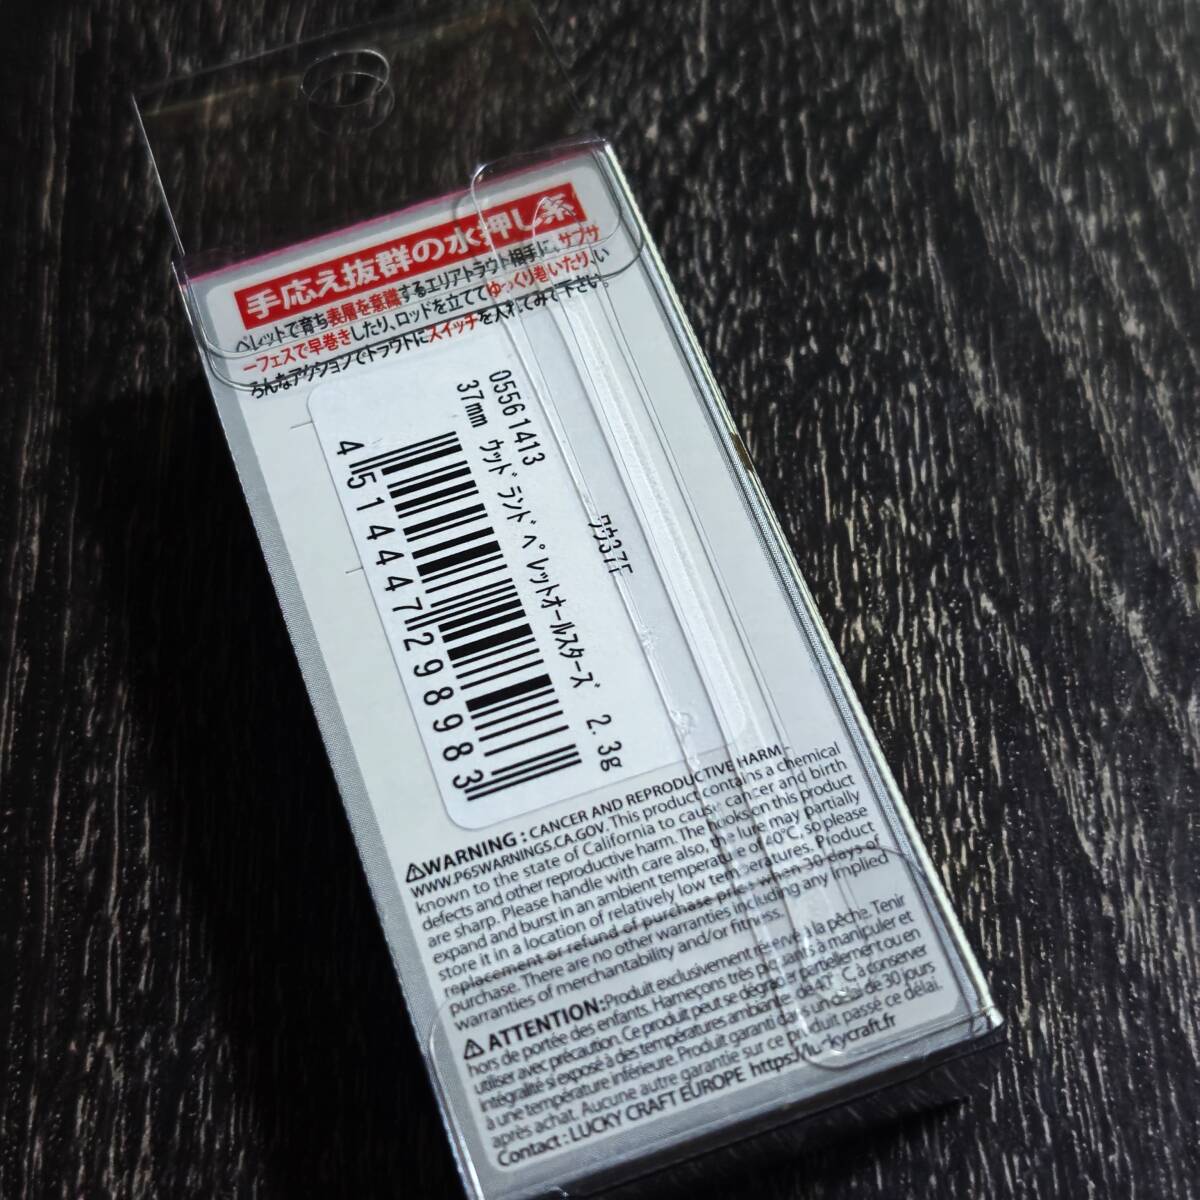 手応え抜群の水押し系
ペレットで育ち表層を意識するエリアトラウト相手に、サブサ
ーフェスで早巻きしたり、ロッドを立ててゆっくり巻いたり、い
ろんなアクションでトラウトにスイッチを入れてみて下さい。
05561413
37mm ウッドランドペレットオールスターズ 2.3g
ワウ37F
4514447298983
⚠WARNING : CANCER AND REPRODUCTIVE HARM -
WWW.P65WARNINGS.CA.GOV. This product contains a chemical
known to the state of California to cause cancer and birth
defects and other reproductive harm. The hooks on this product
are sharp. Please handle with care also, the lure may partially
expand and burst in an ambient temperature of 40℃, so please
store it in a location of relatively low temperatures. Product
replacement or refund of purchase price when 30 days of
purchase. There are no other warranties including any implied
warranties of merchantability and/or fitness.
⚠ATTENTION:Produit exclusivement réservé à la pêche. Tenir
hors de portée des enfants. Hameçons très piquants à manipuler et
utiliser avec précaution. Ce produit peut se dégrader partiellement ou en
intégralité si exposé à des températures ambiantes de 40℃, à conserver
à une température inférieure. Produit garanti dans un délai de 30 jours
après achat. Aucune autre garantie sur ce produit passé ce délai.
Contact : LUCKY CRAFT EUROPE https://luckycraft.fr